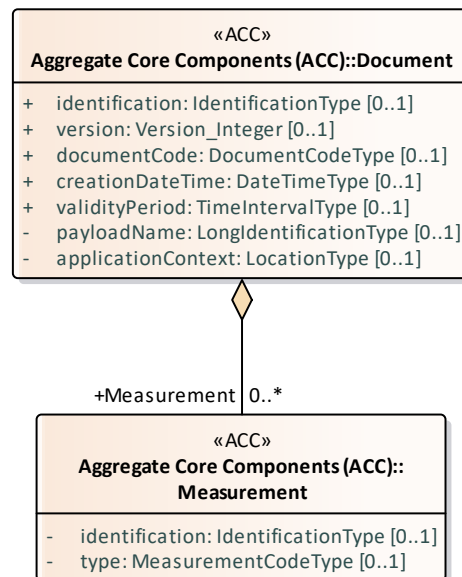 «ACC»
Aggregate Core Components (ACC)::Document
+ identification: IdentificationType [0..1]
+ version: Version_Integer [0..1]
+ documentCode: DocumentCodeType [0..1]
+ creationDateTime: DateTimeType [0..1]
+ validityPeriod: TimeIntervalType [0..1]
- payloadName: LongIdentificationType [0..1]
- applicationContext: LocationType [0..1]
+Measurement 0..*
«ACC»
Aggregate Core Components (ACC)::
Measurement
- identification: IdentificationType [0..1]
- type: MeasurementCodeType [0..1]